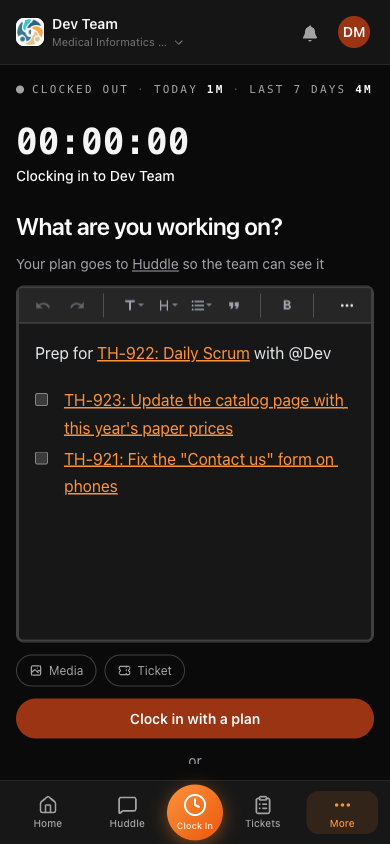 Dev Team
Medical Informatics ...
DM
CLOCKED OUT · TODAY 1M · LAST 7 DAYS 4M
00:00:00
Clocking in to Dev Team
What are you working on?
Your plan goes to Huddle so the team can see it
T H B ...
Prep for TH-922: Daily Scrum with @Dev
TH-923: Update the catalog page with
this year's paper prices
TH-921: Fix the "Contact us" form on
phones
Media Ticket
Clock in with a plan
or
Home Huddle Clock In Tickets More